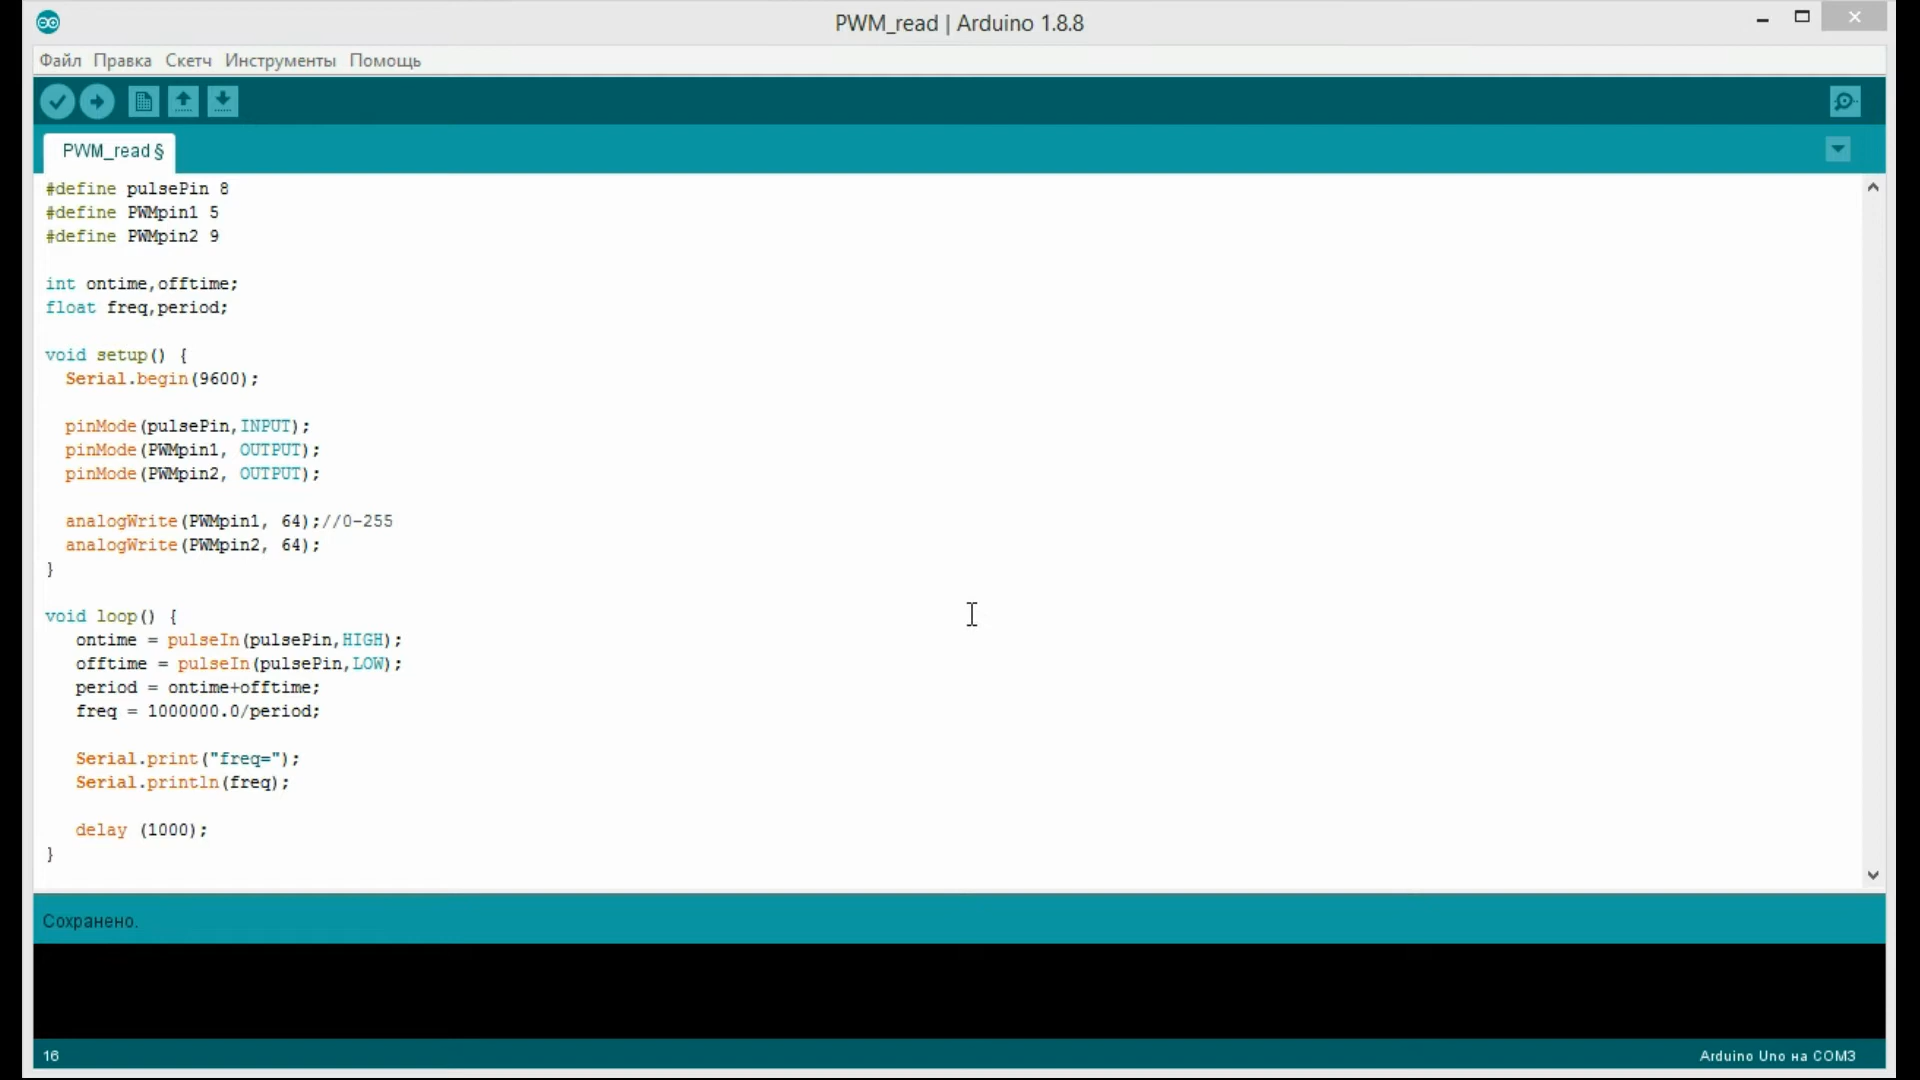 PWM_read | Arduino 1.8.8
Файл Правка Скетч Инструменты Помощь
PWM_read §
#define pulsePin 8
#define PWMpin1 5
#define PWMpin2 9
int ontime,offtime;
float freq,period;
void setup() {
Serial.begin(9600);
pinMode(pulsePin,INPUT);
pinMode(PWMpin1, OUTPUT);
pinMode(PWMpin2, OUTPUT);
analogWrite(PWMpin1, 64);//0-255
analogWrite(PWMpin2, 64);
}
void loop() {
ontime = pulseIn(pulsePin,HIGH);
offtime = pulseIn(pulsePin,LOW);
period = ontime+offtime;
freq = 1000000.0/period;
Serial.print("freq=");
Serial.println(freq);
delay (1000);
}
Сохранено.
16
Arduino Uno на COM3